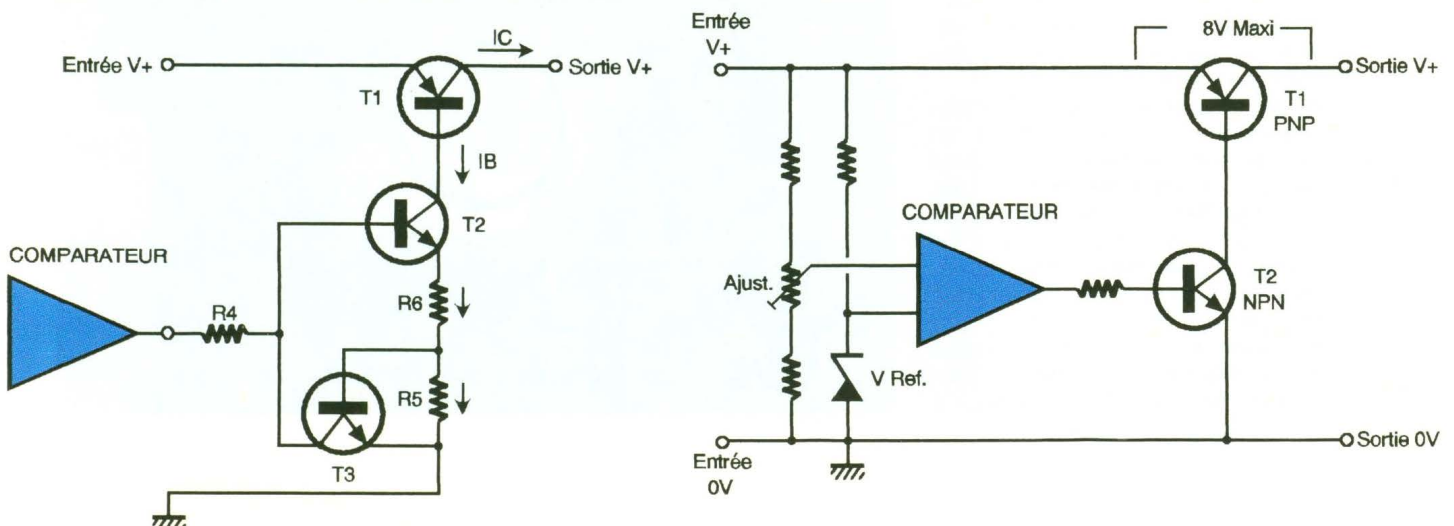 IC
Entrée V+
Sortie V+
T1
IB
T2
COMPARATEUR
R4
R6
R5
T3
Entrée
V+
8V Maxi
Sortie V+
T1
PNP
COMPARATEUR
Ajust.
T2
NPN
V Ref.
Entrée
0V
Sortie 0V